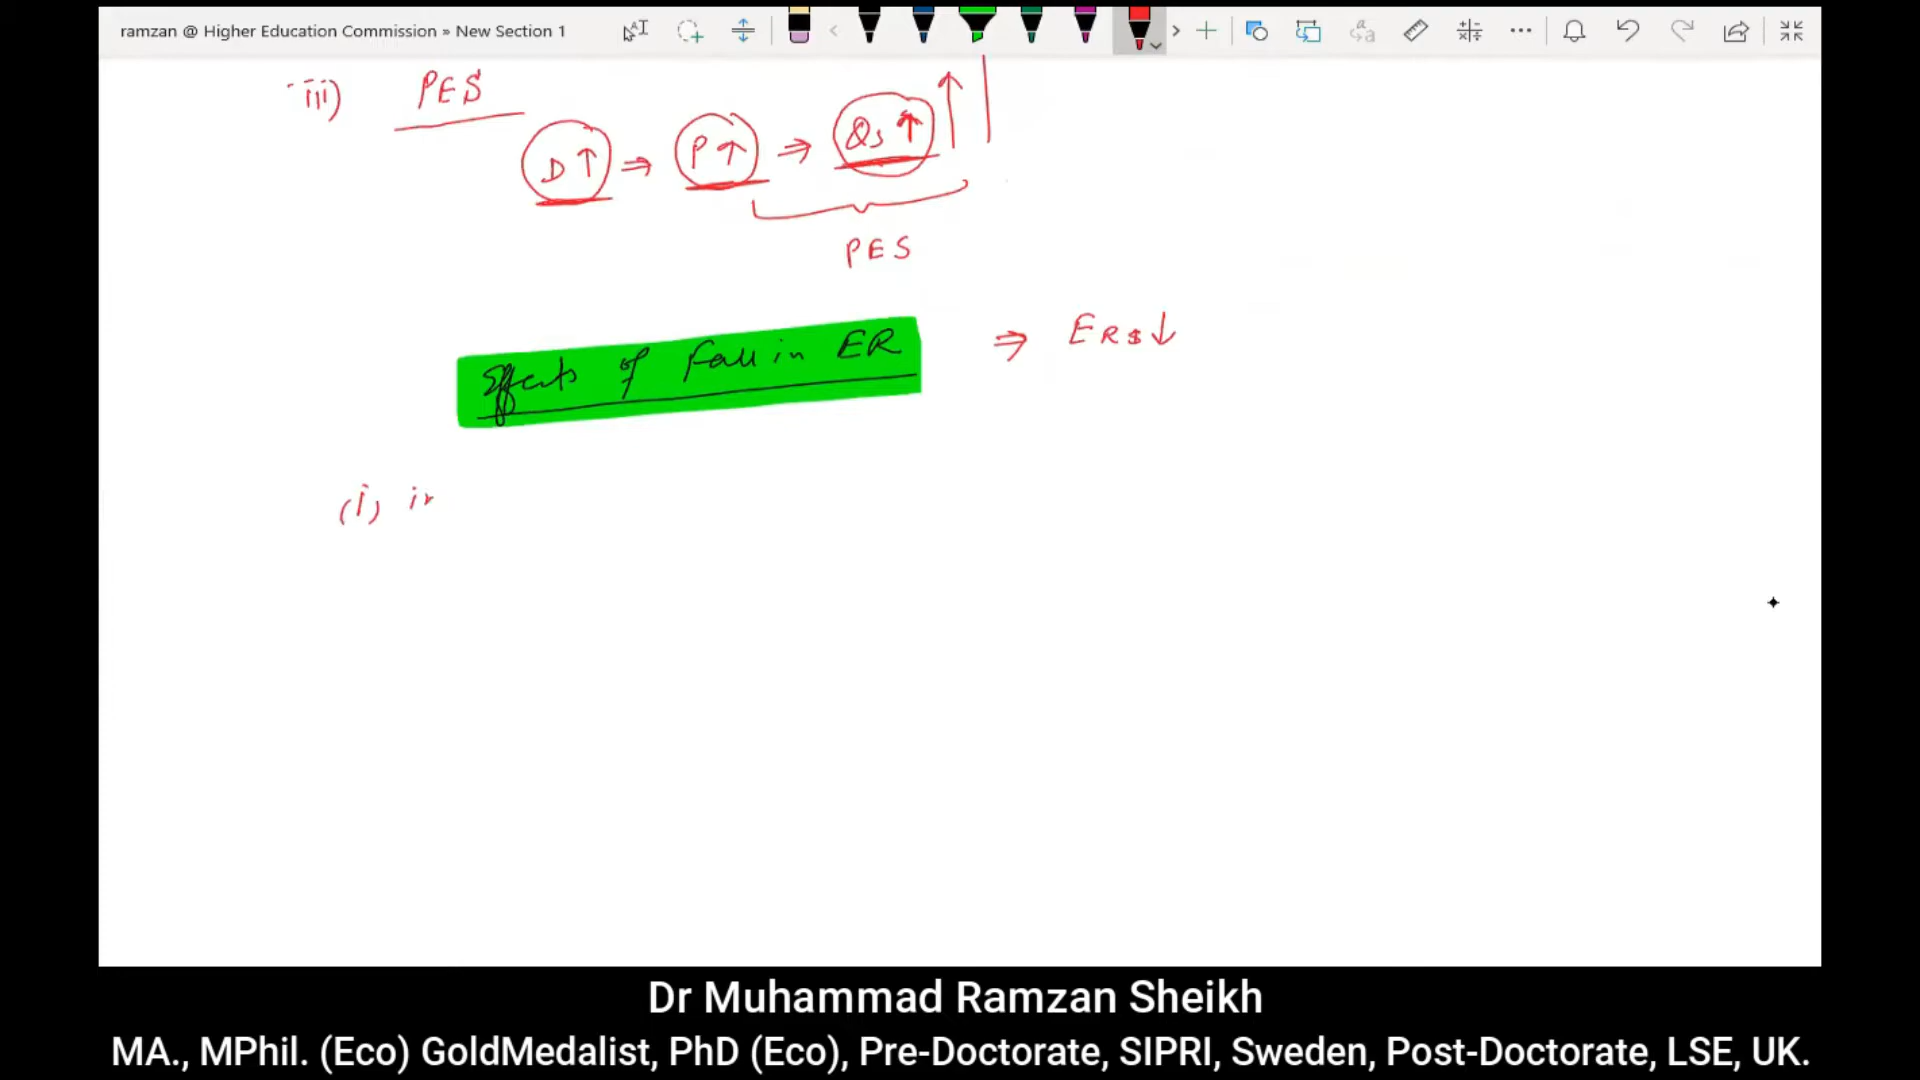 ramzan @ Higher Education Commission » New Section 1
iii) PES
D↑ ⇒ P↑ ⇒ Qs↑ ↑
PES
Effects of Fall in ER ⇒ ER$↓
(i) in
Dr Muhammad Ramzan Sheikh
MA., MPhil. (Eco) GoldMedalist, PhD (Eco), Pre-Doctorate, SIPRI, Sweden, Post-Doctorate, LSE, UK.